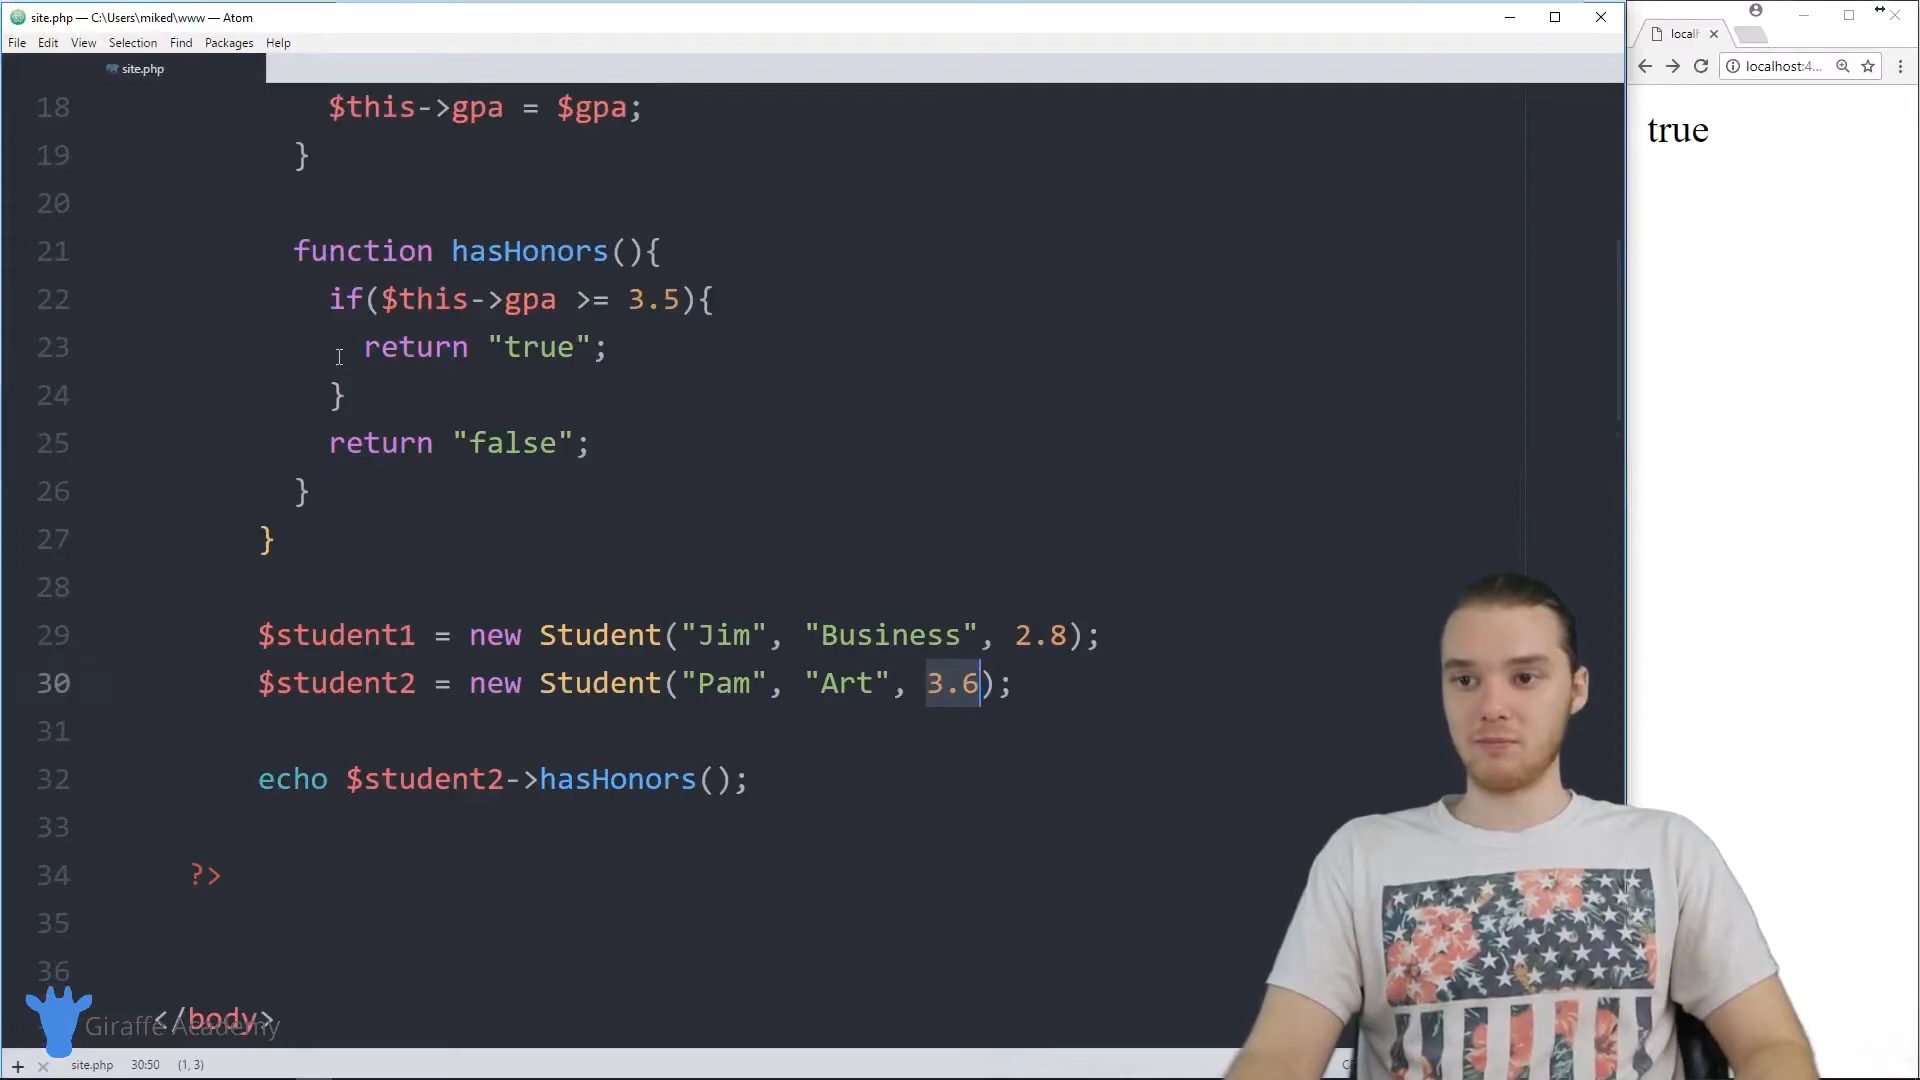 site.php — C:\Users\miked\www — Atom
File Edit View Selection Find Packages Help
site.php
18 $this->gpa = $gpa;
19 }
20
21 function hasHonors(){
22 if($this->gpa >= 3.5){
23 return "true";
24 }
25 return "false";
26 }
27 }
28
29 $student1 = new Student("Jim", "Business", 2.8);
30 $student2 = new Student("Pam", "Art", 3.6);
31
32 echo $student2->hasHonors();
33
34 ?>
35
36
</body>
Giraffe Academy
site.php 30:50 (1, 3)
localhost:4...
true